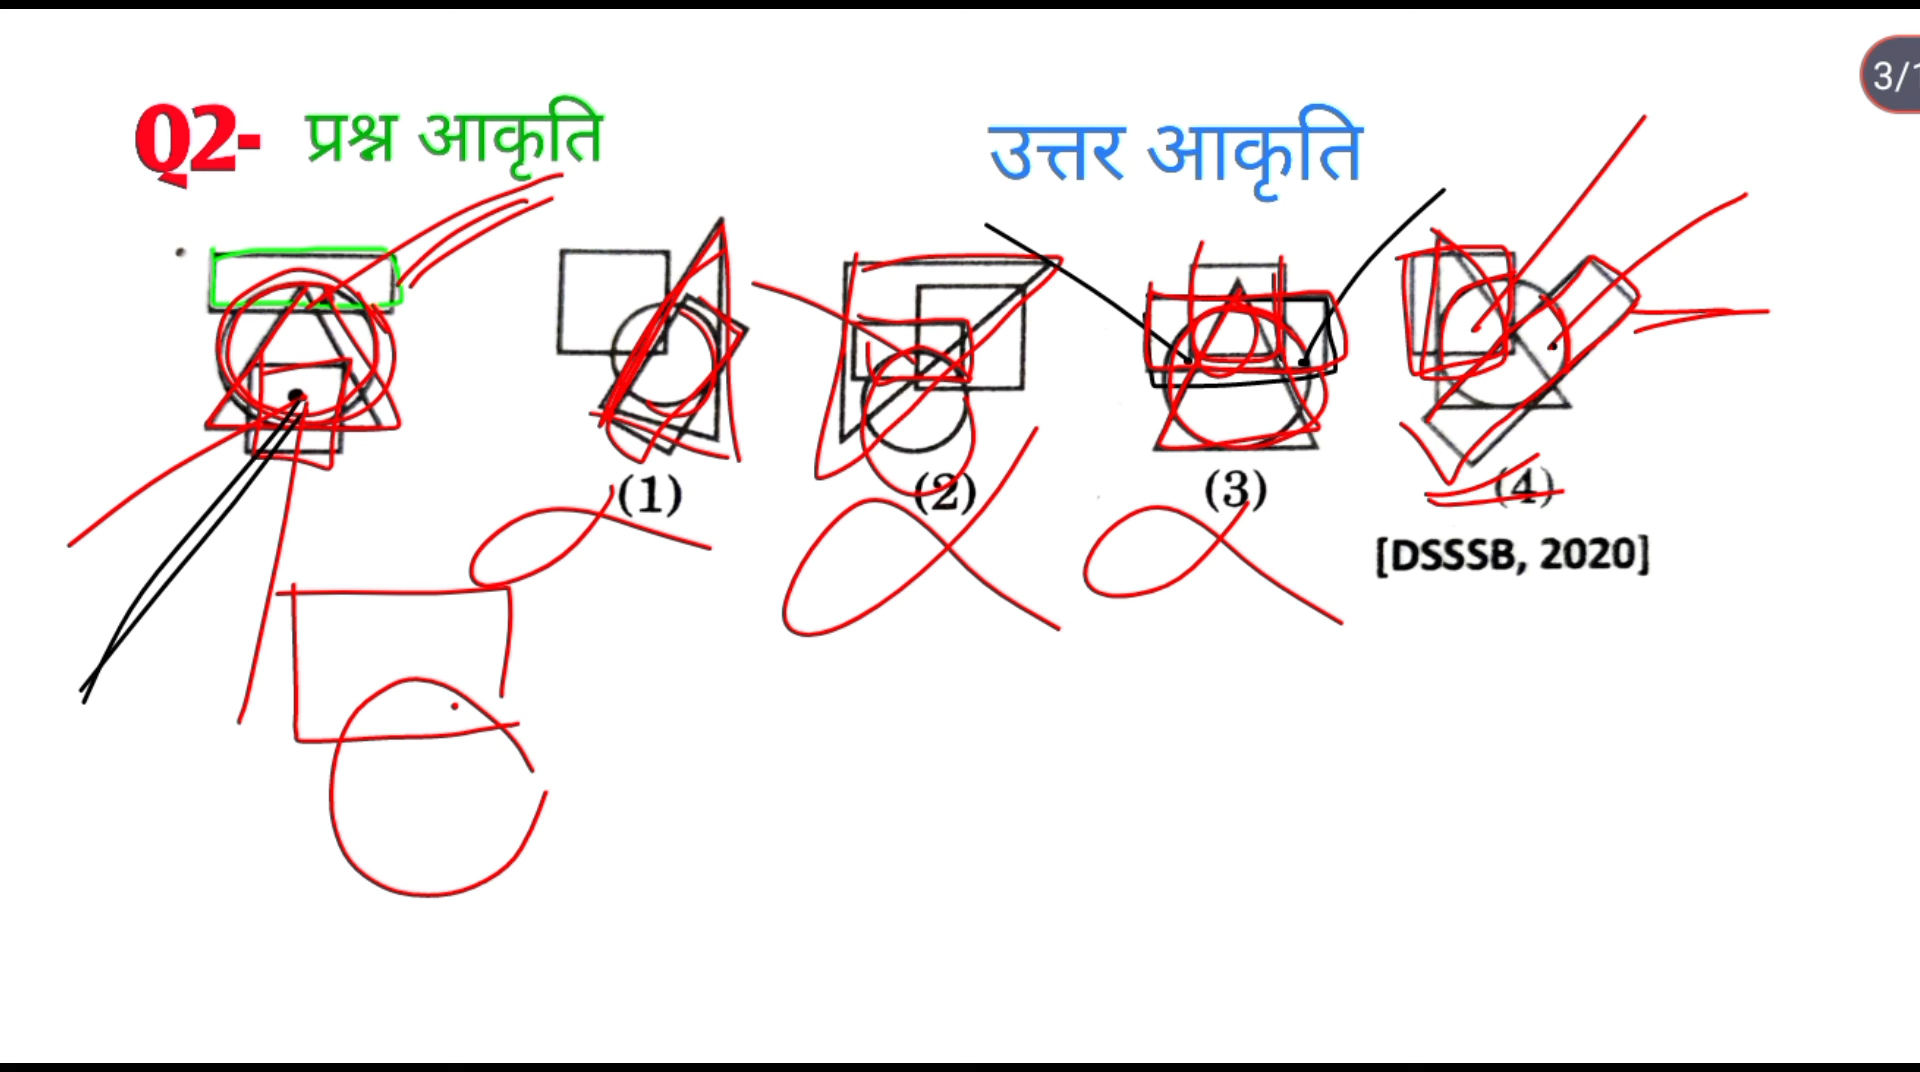 3/1
Q2- प्रश्न आकृति
उत्तर आकृति
(1) (2) (3) (4)
[DSSSB, 2020]